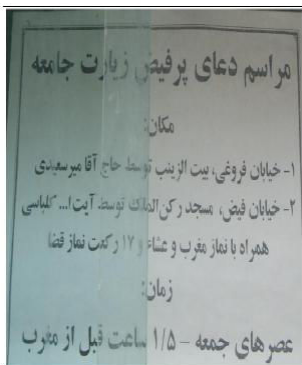 مراسم دعای پرفیض زیارت جامعه
مکان:
۱- خیابان فروغی، بیت الزینب توسط حاج آقا میرسعیدی
۲- خیابان فیض، مسجد رکن‌الملک توسط آیت‌ا... کلباسی
همراه با نماز مغرب و عشاء و ۱۷ رکعت نماز قضا
زمان:
عصرهای جمعه - ۱/۵ ساعت قبل از مغرب